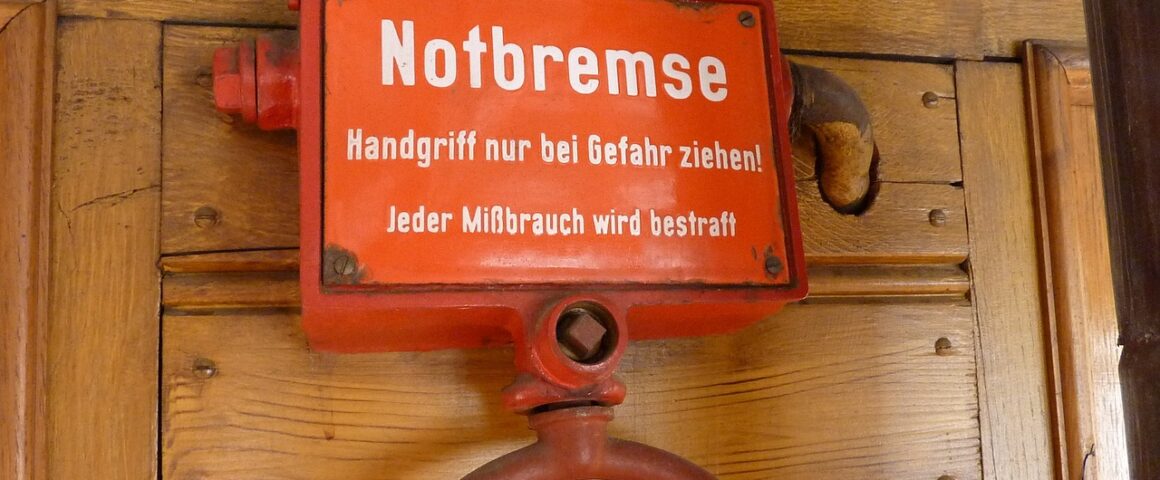 Notbremse
Handgriff nur bei Gefahr ziehen!
Jeder Mißbrauch wird bestraft